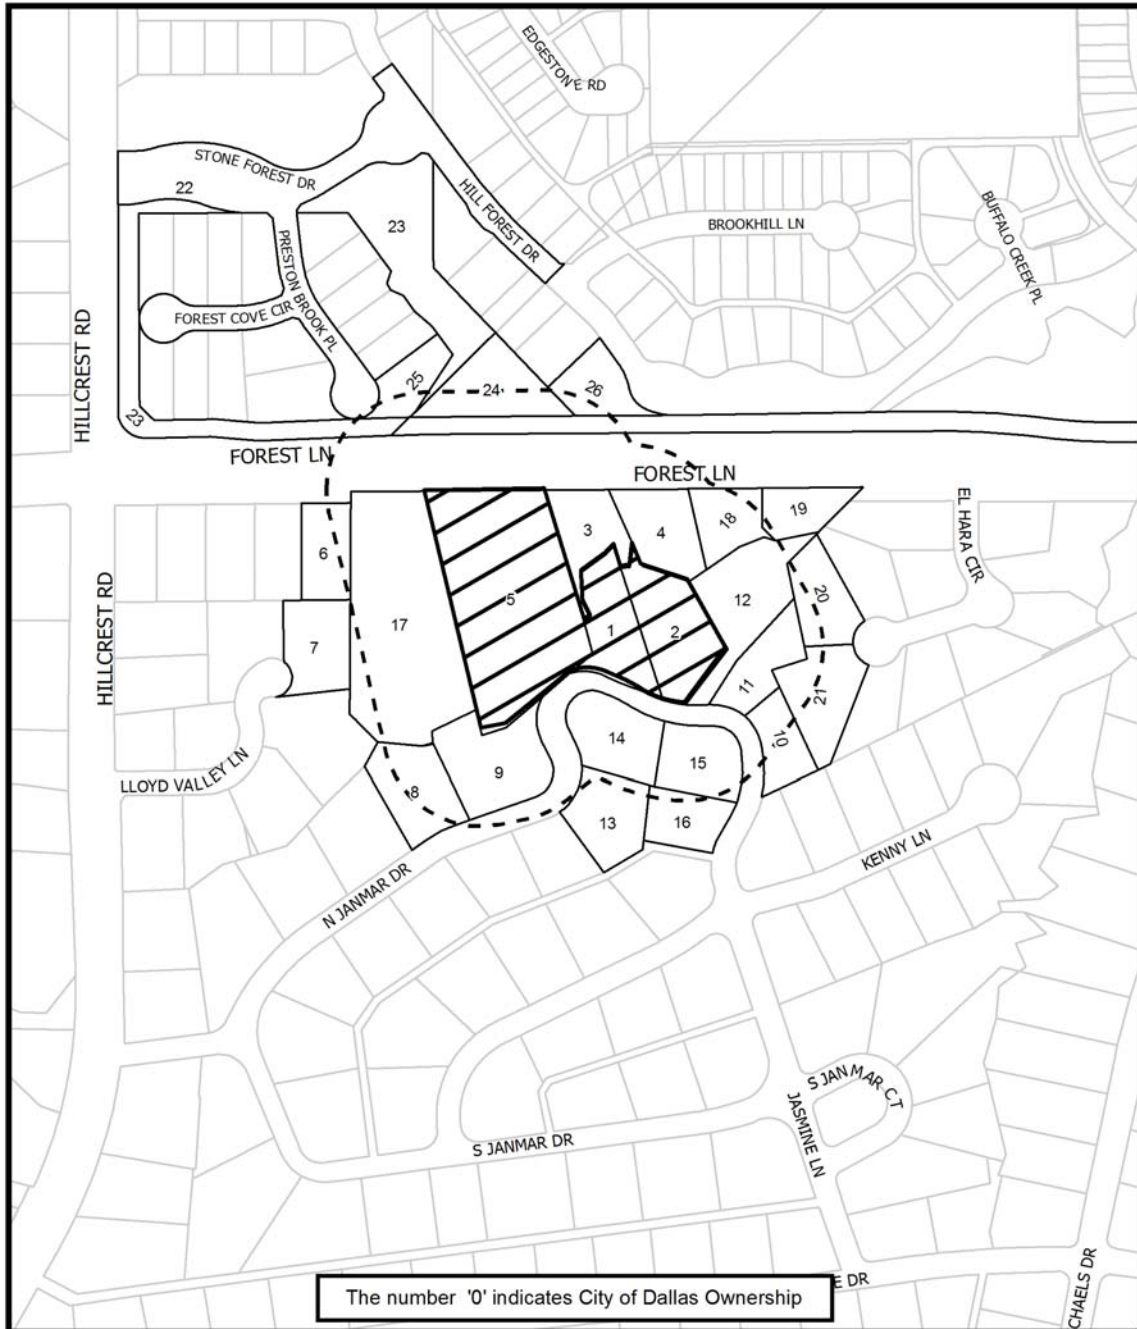 EDGESTONE RD
STONE FOREST DR
22
HILL FOREST DR
23
BROOKHILL LN
BUFFALO CREEK PL
PRESTON BROOK PL
FOREST COVE CIR
HILLCREST RD
25
24
26
23
FOREST LN
FOREST LN
3
4
18
19
EL HARA CIR
6
5
12
20
HILLCREST RD
7
17
1
2
11
21
10
14
15
9
8
LLOYD VALLEY LN
13
16
KENNY LN
N JANMAR DR
S JANMAR CT
JASMINE LN
S JANMAR DR
E DR
CHAELS DR
The number '0' indicates City of Dallas Ownership